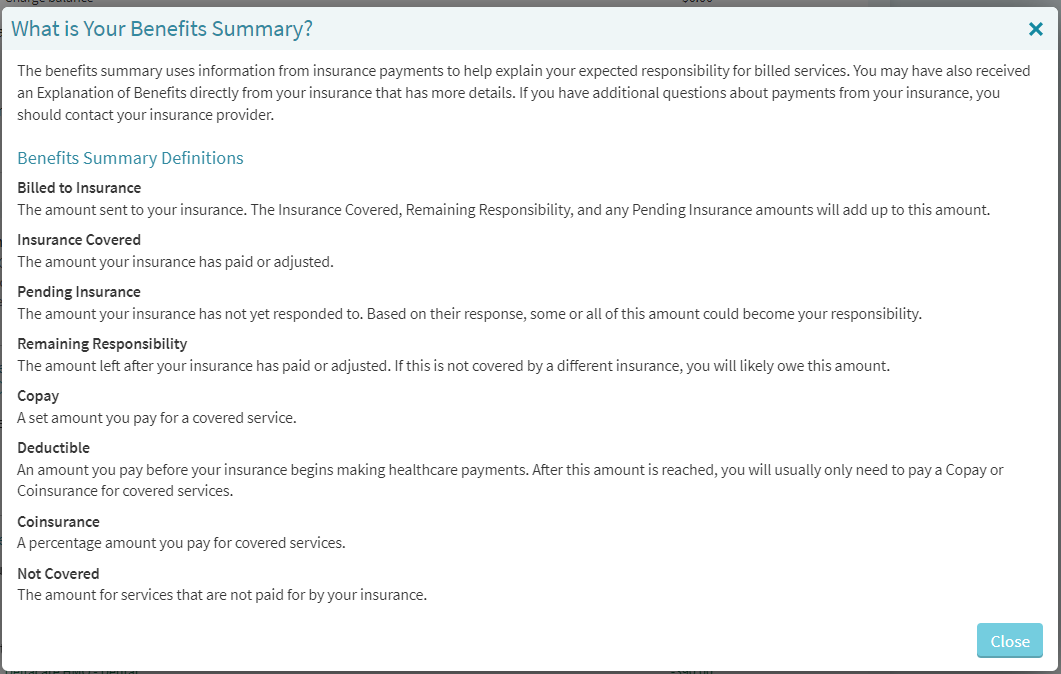 What is Your Benefits Summary?
The benefits summary uses information from insurance payments to help explain your expected responsibility for billed services. You may have also received
an Explanation of Benefits directly from your insurance that has more details. If you have additional questions about payments from your insurance, you
should contact your insurance provider.
Benefits Summary Definitions
Billed to Insurance
The amount sent to your insurance. The Insurance Covered, Remaining Responsibility, and any Pending Insurance amounts will add up to this amount.
Insurance Covered
The amount your insurance has paid or adjusted.
Pending Insurance
The amount your insurance has not yet responded to. Based on their response, some or all of this amount could become your responsibility.
Remaining Responsibility
The amount left after your insurance has paid or adjusted. If this is not covered by a different insurance, you will likely owe this amount.
Copay
A set amount you pay for a covered service.
Deductible
An amount you pay before your insurance begins making healthcare payments. After this amount is reached, you will usually only need to pay a Copay or
Coinsurance for covered services.
Coinsurance
A percentage amount you pay for covered services.
Not Covered
The amount for services that are not paid for by your insurance.
Close